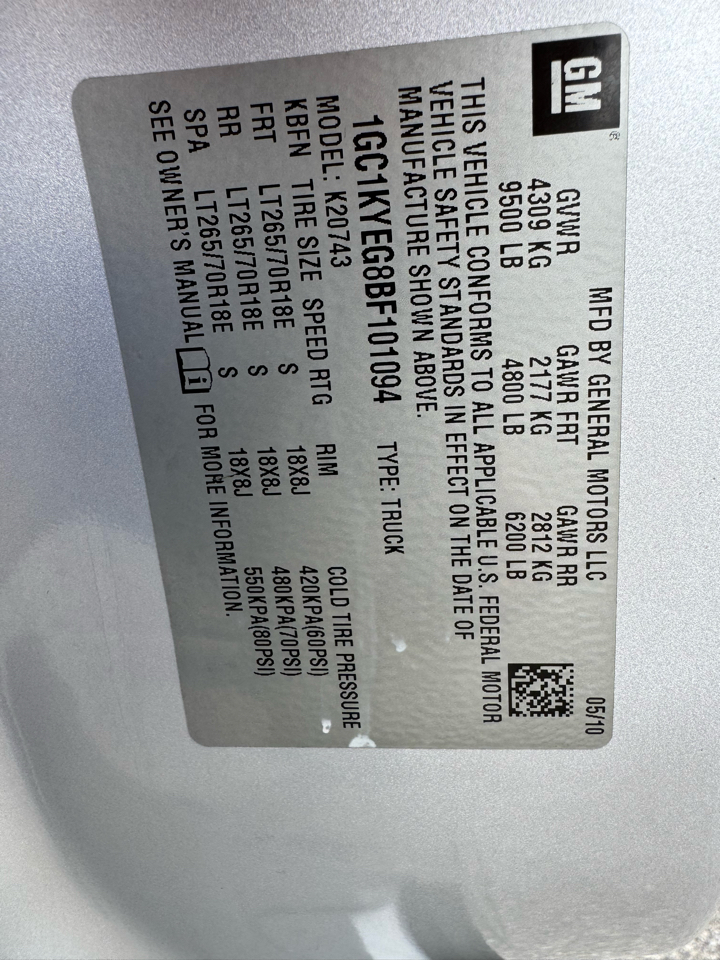 GM
®
MFD BY GENERAL MOTORS LLC 05/10
GVWR GAWR FRT GAWR RR
4309 KG 2177 KG 2812 KG
9500 LB 4800 LB 6200 LB
THIS VEHICLE CONFORMS TO ALL APPLICABLE U.S. FEDERAL MOTOR
VEHICLE SAFETY STANDARDS IN EFFECT ON THE DATE OF
MANUFACTURE SHOWN ABOVE.
1GC1KYEG8BF101094 TYPE: TRUCK
MODEL: K20743
KBFN TIRE SIZE SPEED RTG RIM COLD TIRE PRESSURE
FRT LT265/70R18E S 18X8J 420KPA(60PSI)
RR LT265/70R18E S 18X8J 480KPA(70PSI)
SPA LT265/70R18E S 18X8J 550KPA(80PSI)
SEE OWNER'S MANUAL i FOR MORE INFORMATION.